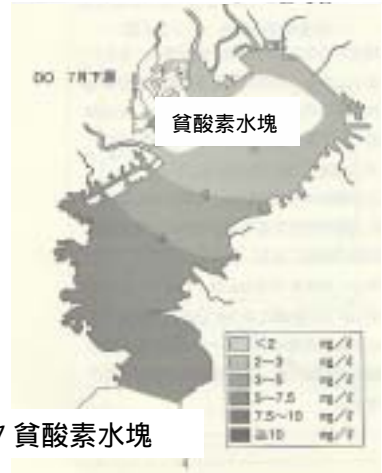 DO 7月下層
貧酸素水塊
<2 mg/ℓ
2~3 mg/ℓ
3~5 mg/ℓ
5~7.5 mg/ℓ
7.5~10 mg/ℓ
≧10 mg/ℓ
7 貧酸素水塊